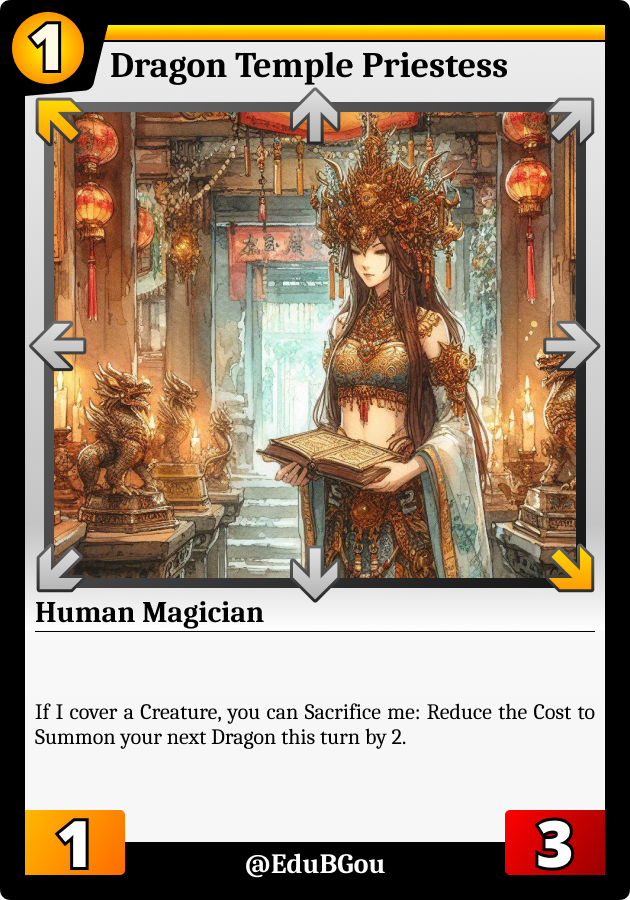 1
Dragon Temple Priestess
Human Magician
If I cover a Creature, you can Sacrifice me: Reduce the Cost to
Summon your next Dragon this turn by 2.
1
3
@EduBGou